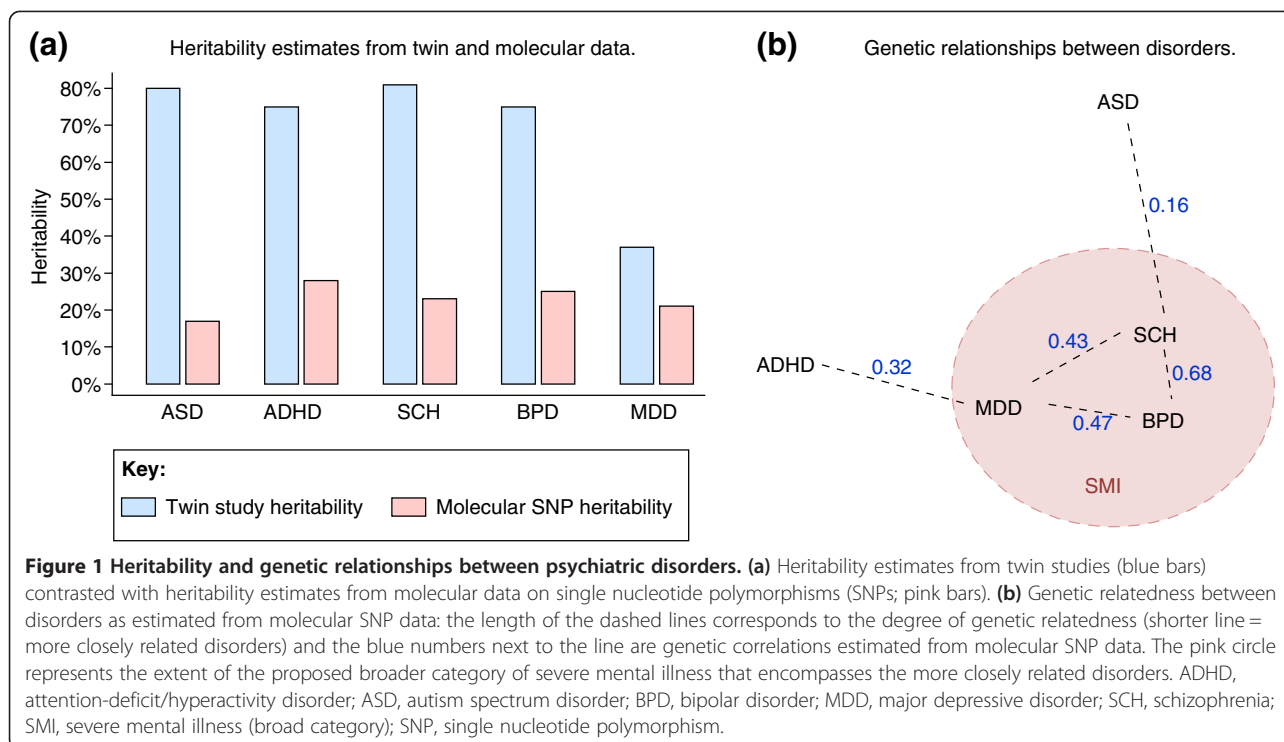 (a)
Heritability estimates from twin and molecular data.
Heritability
80%
70%
60%
50%
40%
30%
20%
10%
0%
ASD
ADHD
SCH
BPD
MDD
Key:
Twin study heritability
Molecular SNP heritability
(b)
Genetic relationships between disorders.
ASD
0.16
SCH
0.43
ADHD
0.32
0.68
MDD
0.47
BPD
SMI
Figure 1 Heritability and genetic relationships between psychiatric disorders. (a) Heritability estimates from twin studies (blue bars)
contrasted with heritability estimates from molecular data on single nucleotide polymorphisms (SNPs; pink bars). (b) Genetic relatedness between
disorders as estimated from molecular SNP data: the length of the dashed lines corresponds to the degree of genetic relatedness (shorter line =
more closely related disorders) and the blue numbers next to the line are genetic correlations estimated from molecular SNP data. The pink circle
represents the extent of the proposed broader category of severe mental illness that encompasses the more closely related disorders. ADHD,
attention-deficit/hyperactivity disorder; ASD, autism spectrum disorder; BPD, bipolar disorder; MDD, major depressive disorder; SCH, schizophrenia;
SMI, severe mental illness (broad category); SNP, single nucleotide polymorphism.